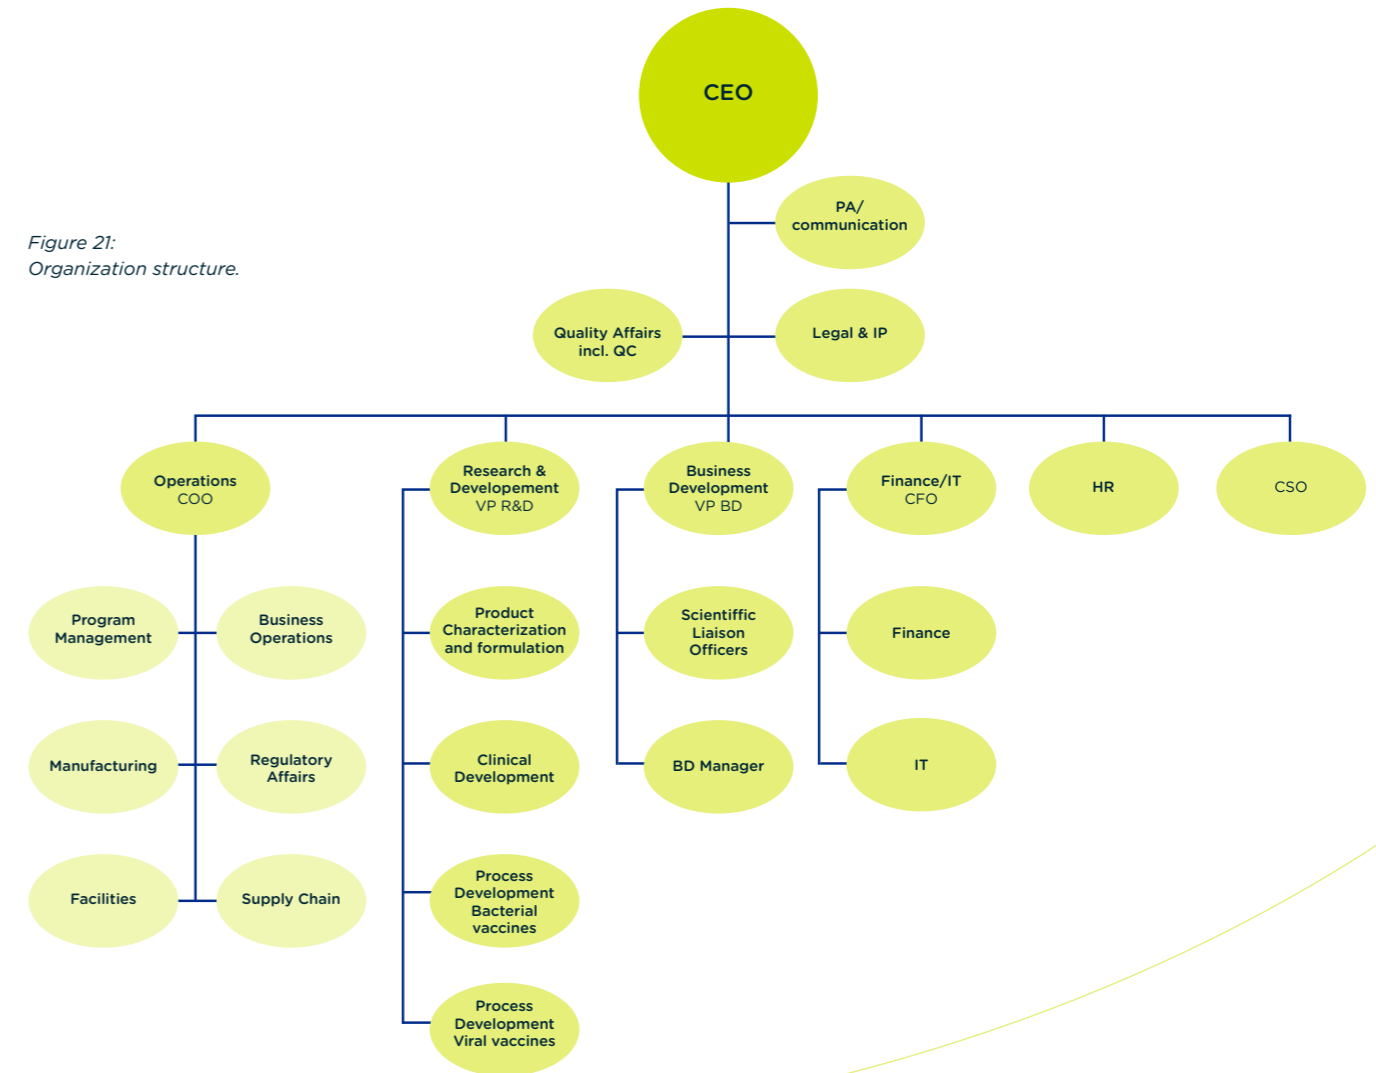 CEO
PA/
communication
Figure 21:
Organization structure.
Quality Affairs
incl. QC
Legal & IP
Operations
COO
Research &
Developement
VP R&D
Business
Development
VP BD
Finance/IT
CFO
HR
CSO
Program
Management
Business
Operations
Product
Characterization
and formulation
Scientiffic
Liaison
Officers
Finance
Manufacturing
Regulatory
Affairs
Clinical
Development
BD Manager
IT
Facilities
Supply Chain
Process
Development
Bacterial
vaccines
Process
Development
Viral vaccines